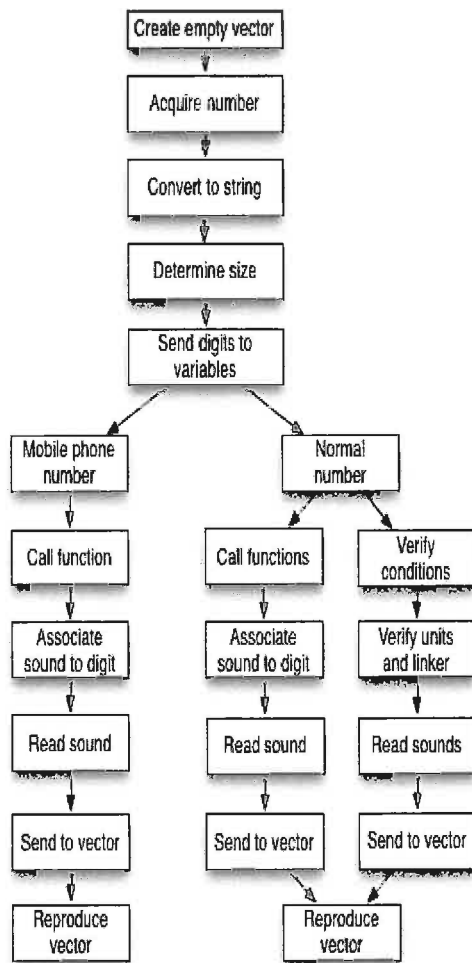 Create empty vector
Acquire number
Convert to string
Determine size
Send digits to
variables
Mobile phone
number
Normal
number
Call function
Call functions
Verify
conditions
Associate
sound to digit
Associate
sound to digit
Verify units
and linker
Read sound
Read sound
Read sounds
Send to vector
Send to vector
Send to vector
Reproduce
vector
Reproduce
vector